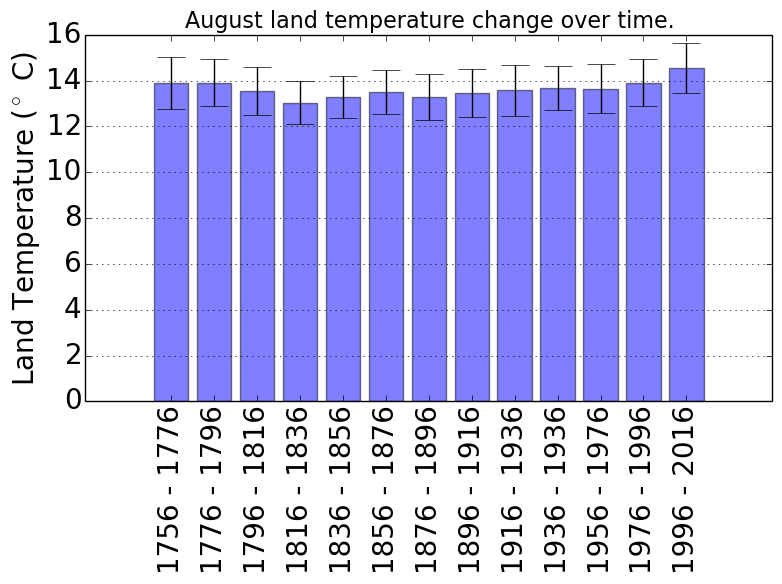 August land temperature change over time.
Land Temperature (° C)
16
14
12
10
8
6
4
2
0
1756 - 1776
1776 - 1796
1796 - 1816
1816 - 1836
1836 - 1856
1856 - 1876
1876 - 1896
1896 - 1916
1916 - 1936
1936 - 1936
1956 - 1976
1976 - 1996
1996 - 2016